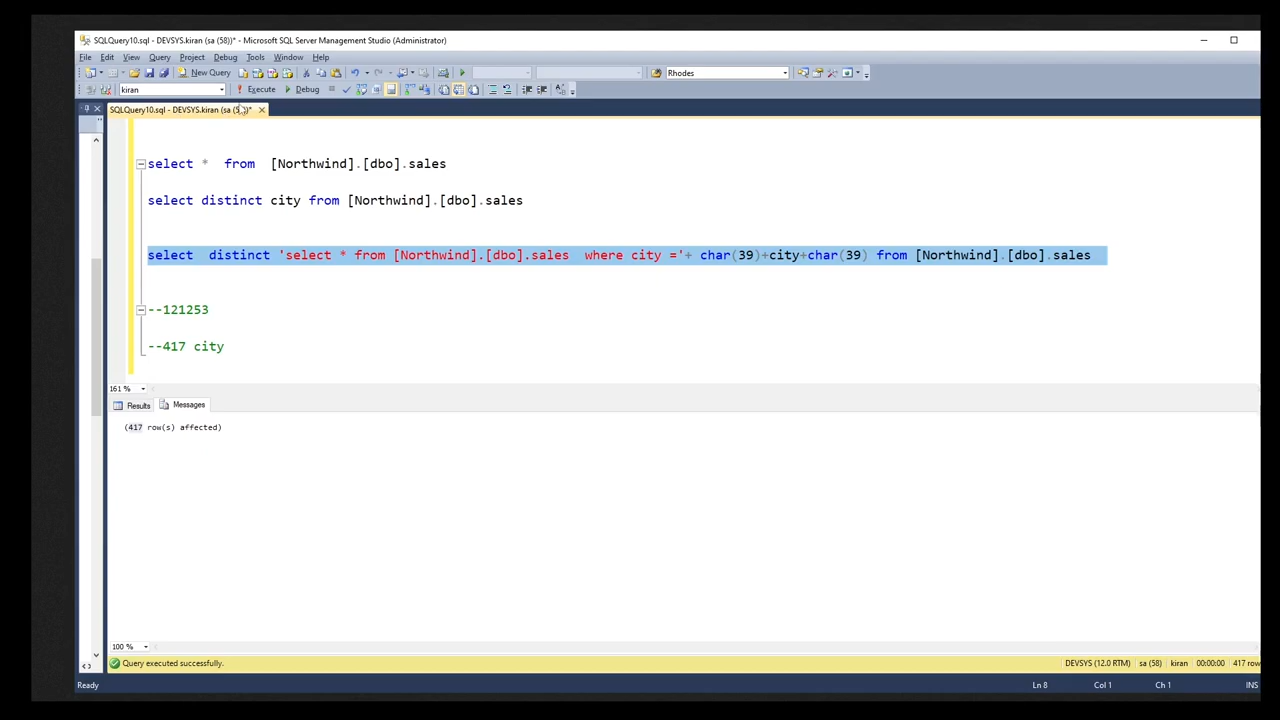 SQLQuery10.sql - DEVSYS.kiran (sa (58))* - Microsoft SQL Server Management Studio (Administrator)
File Edit View Query Project Debug Tools Window Help
New Query Rhodes
kiran Execute Debug
SQLQuery10.sql - DEVSYS.kiran (sa (58))*
select * from [Northwind].[dbo].sales
select distinct city from [Northwind].[dbo].sales
select distinct 'select * from [Northwind].[dbo].sales where city ='+ char(39)+city+char(39) from [Northwind].[dbo].sales
--121253
--417 city
161 %
Results Messages
(417 row(s) affected)
100 %
Query executed successfully. DEVSYS (12.0 RTM) sa (58) kiran 00:00:00 417 row
Ready Ln 8 Col 1 Ch 1 INS